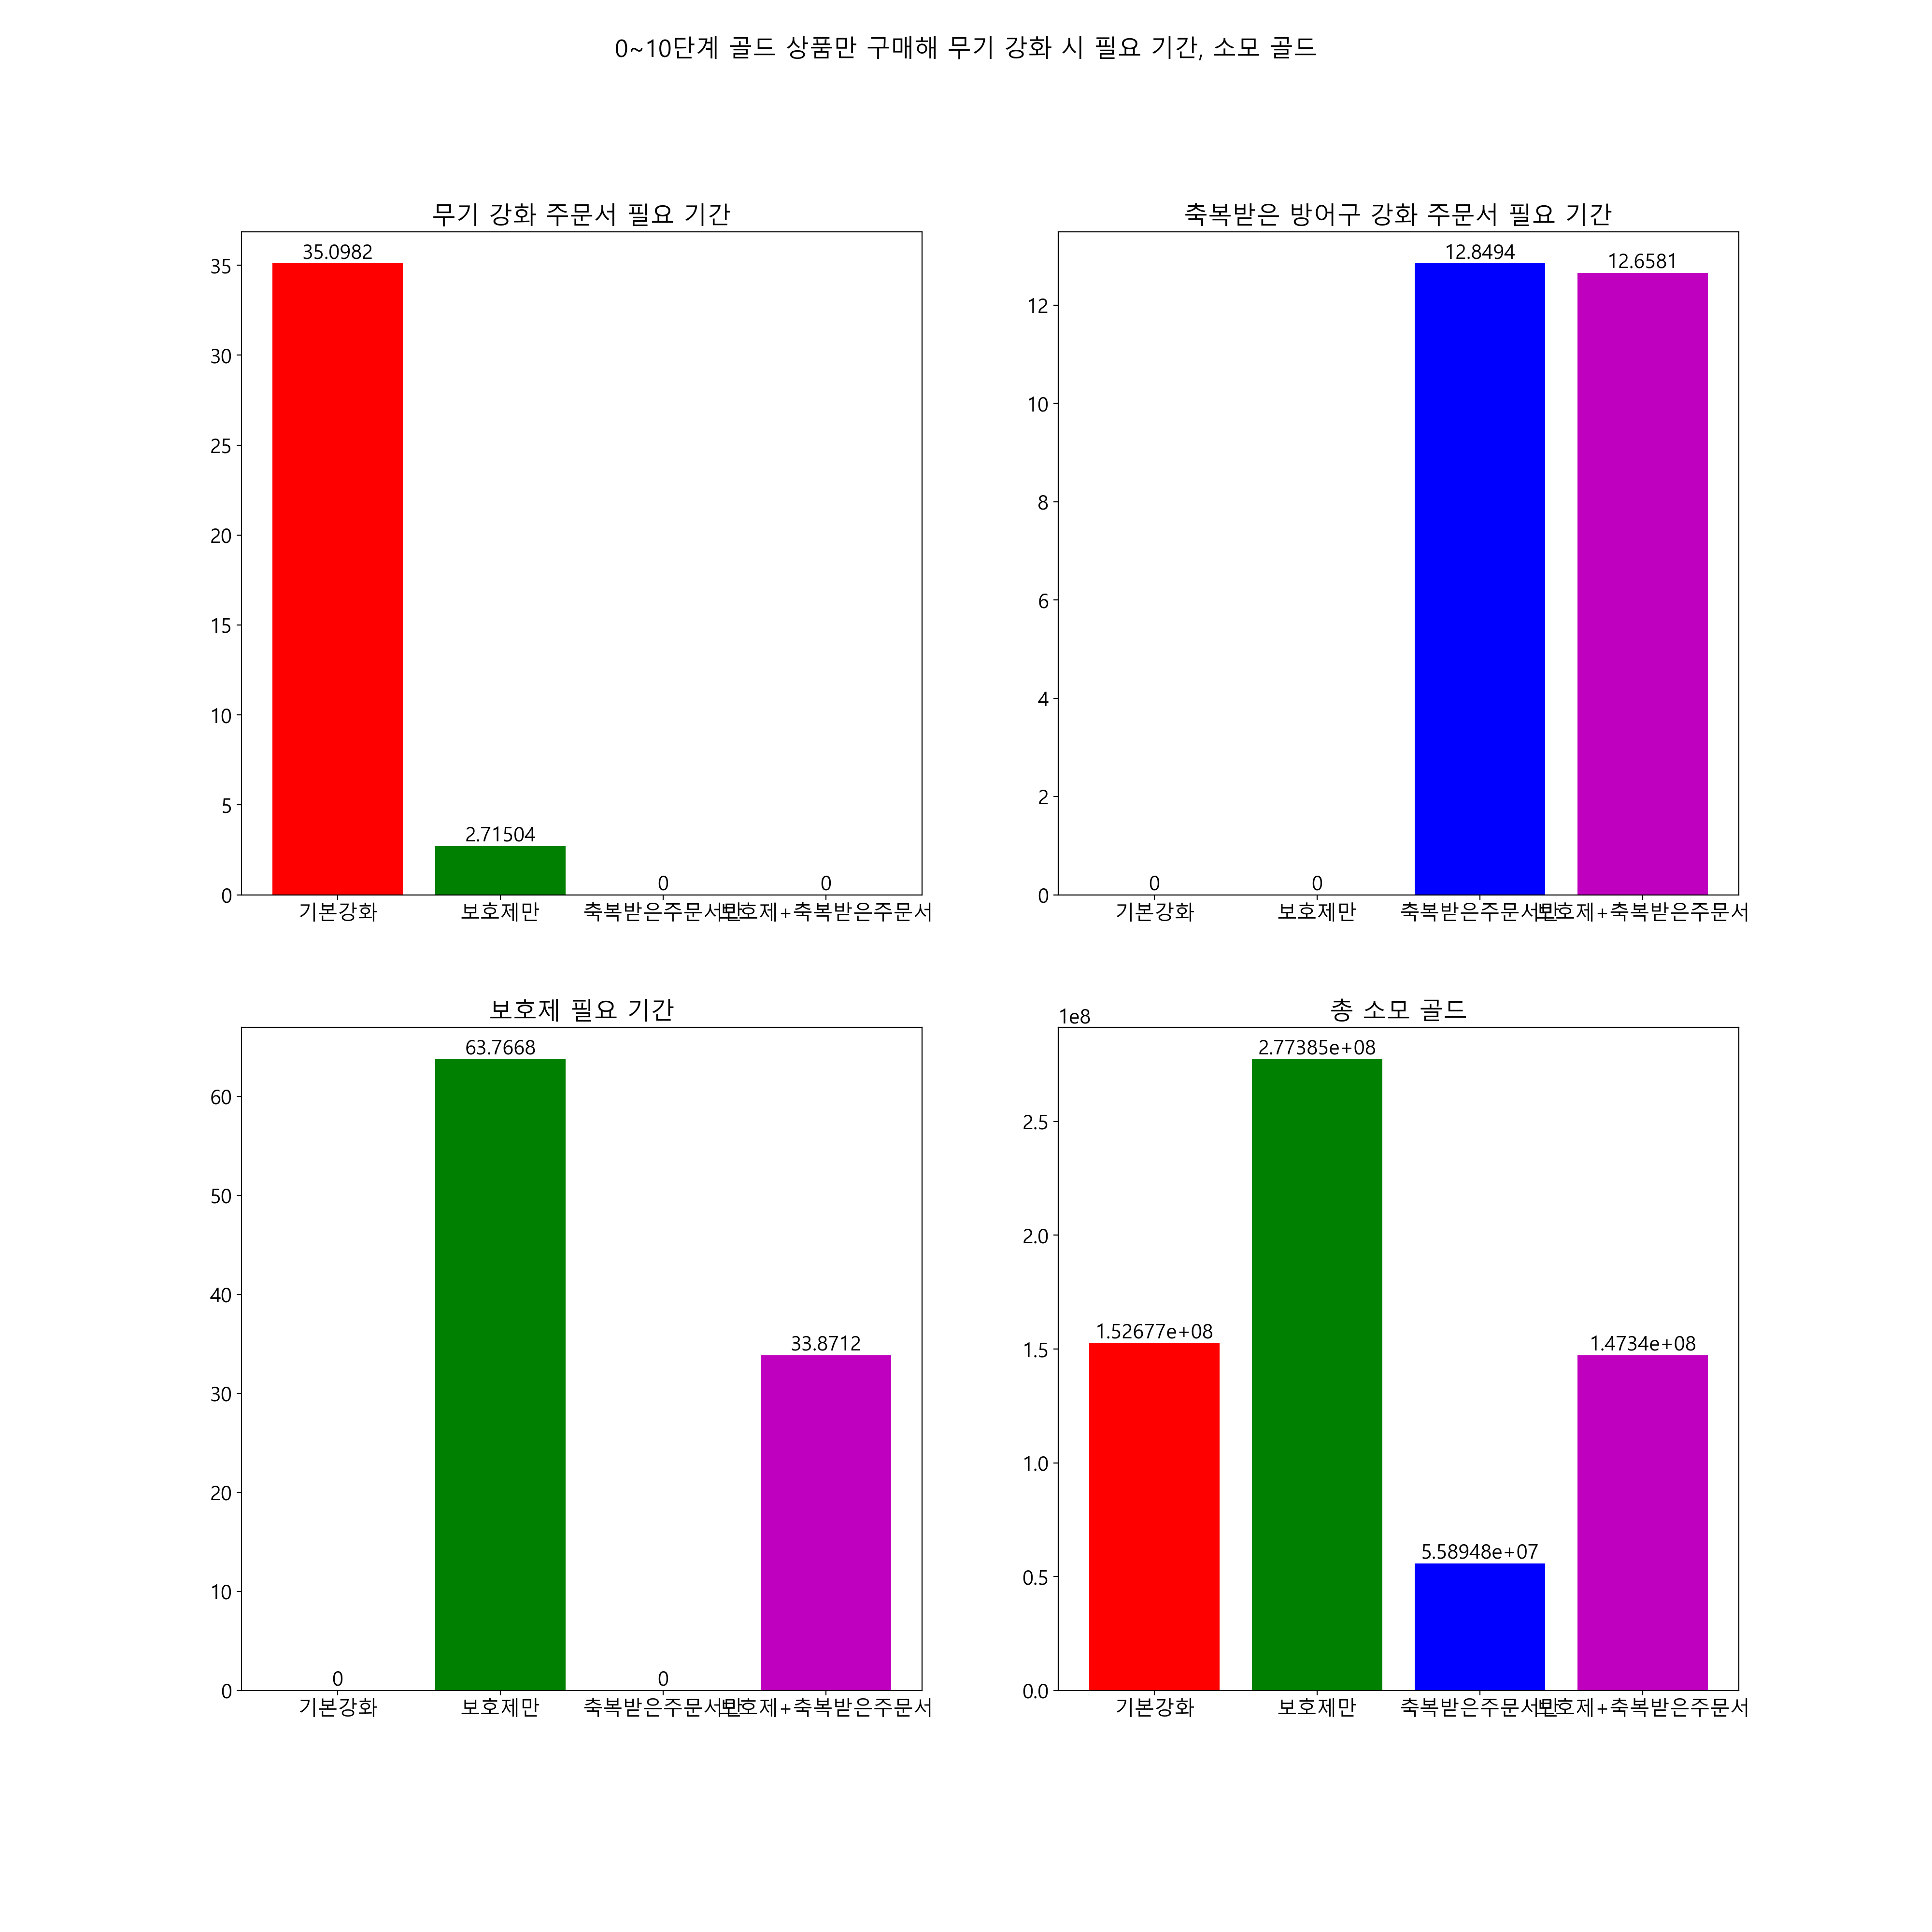 0~10단계 골드 상품만 구매해 무기 강화 시 필요 기간, 소모 골드
무기 강화 주문서 필요 기간
35.0982
35
30
25
20
15
10
5
2.71504
0
0
0
기본강화
보호제만
축복받은주문서만
보호제+축복받은주문서
축복받은 방어구 강화 주문서 필요 기간
12.8494
12.6581
12
10
8
6
4
2
0
0
0
기본강화
보호제만
축복받은주문서만
보호제+축복받은주문서
보호제 필요 기간
63.7668
60
50
40
33.8712
30
20
10
0
0
0
기본강화
보호제만
축복받은주문서만
보호제+축복받은주문서
총 소모 골드
1e8
2.77385e+08
2.5
2.0
1.52677e+08
1.4734e+08
1.5
1.0
5.58948e+07
0.5
0.0
기본강화
보호제만
축복받은주문서만
보호제+축복받은주문서